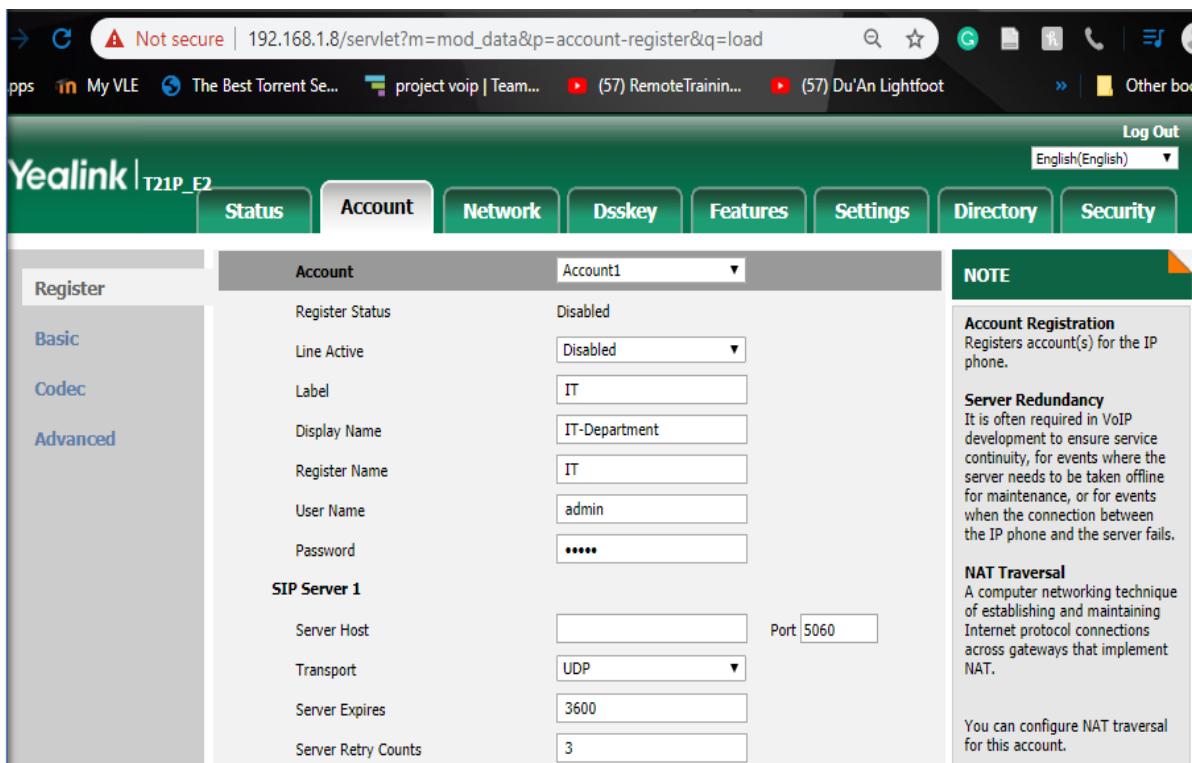 Not secure | 192.168.1.8/servlet?m=mod_data&p=account-register&q=load
pps My VLE The Best Torrent Se... project voip | Team... (57) RemoteTrainin... (57) Du'An Lightfoot » Other boo
Log Out
English(English)
Yealink | T21P_E2
Status Account Network Dsskey Features Settings Directory Security
Register
Basic
Codec
Advanced
Account Account1
Register Status Disabled
Line Active Disabled
Label IT
Display Name IT-Department
Register Name IT
User Name admin
Password •••••
SIP Server 1
Server Host Port 5060
Transport UDP
Server Expires 3600
Server Retry Counts 3
NOTE
Account Registration
Registers account(s) for the IP
phone.
Server Redundancy
It is often required in VoIP
development to ensure service
continuity, for events where the
server needs to be taken offline
for maintenance, or for events
when the connection between
the IP phone and the server fails.
NAT Traversal
A computer networking technique
of establishing and maintaining
Internet protocol connections
across gateways that implement
NAT.
You can configure NAT traversal
for this account.